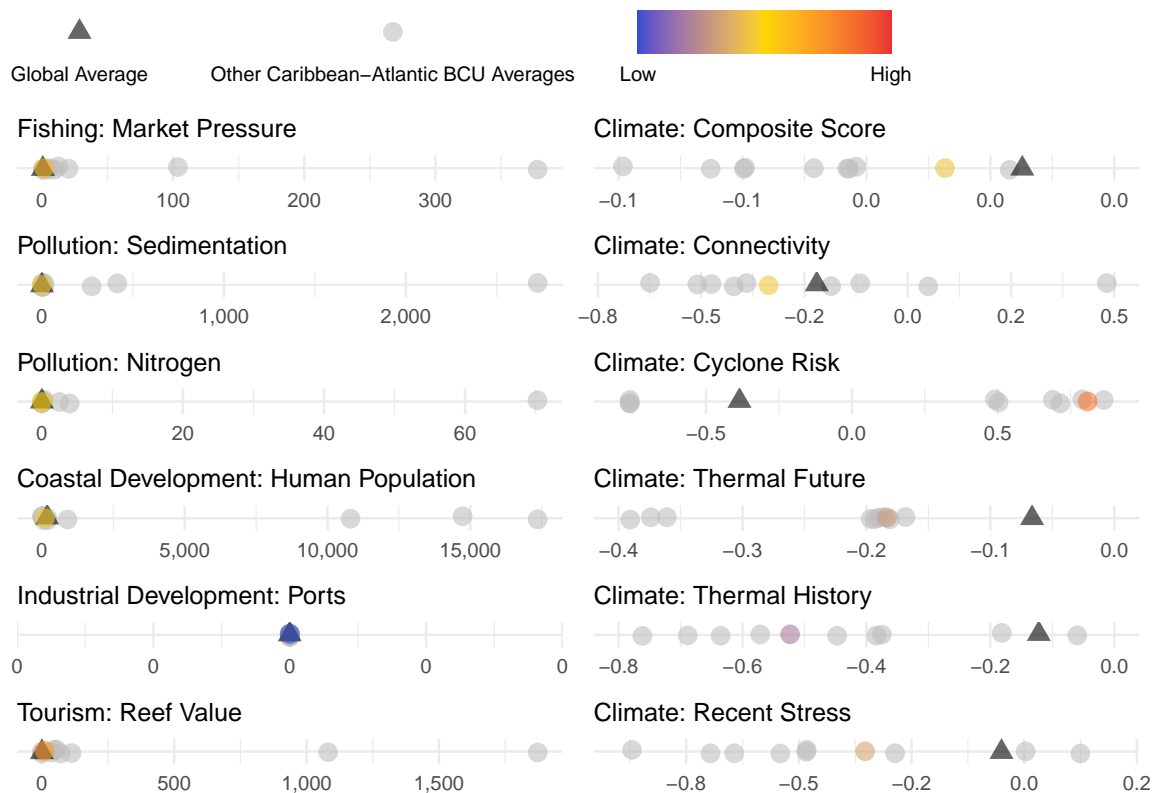 Global Average
Other Caribbean−Atlantic BCU Averages
Low
High
Fishing: Market Pressure
0 100 200 300
Pollution: Sedimentation
0 1,000 2,000
Pollution: Nitrogen
0 20 40 60
Coastal Development: Human Population
0 5,000 10,000 15,000
Industrial Development: Ports
0 0 0 0 0
Tourism: Reef Value
0 500 1,000 1,500
Climate: Composite Score
−0.1 −0.1 0.0 0.0 0.0
Climate: Connectivity
−0.8 −0.5 −0.2 0.0 0.2 0.5
Climate: Cyclone Risk
−0.5 0.0 0.5
Climate: Thermal Future
−0.4 −0.3 −0.2 −0.1 0.0
Climate: Thermal History
−0.8 −0.6 −0.4 −0.2 0.0
Climate: Recent Stress
−0.8 −0.5 −0.2 0.0 0.2